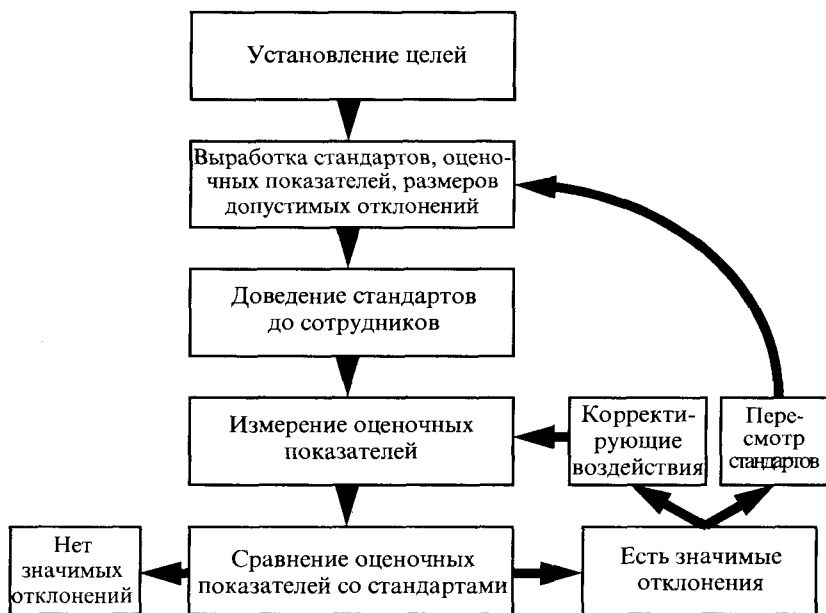 Установление целей
Выработка стандартов, оцено-
чных показателей, размеров
допустимых отклонений
Доведение стандартов
до сотрудников
Измерение оценочных
показателей
Корректи-
рующие
воздействия
Пере-
смотр
стандартов
Нет
значимых
отклонений
Сравнение оценочных
показателей со стандартами
Есть значимые
отклонения